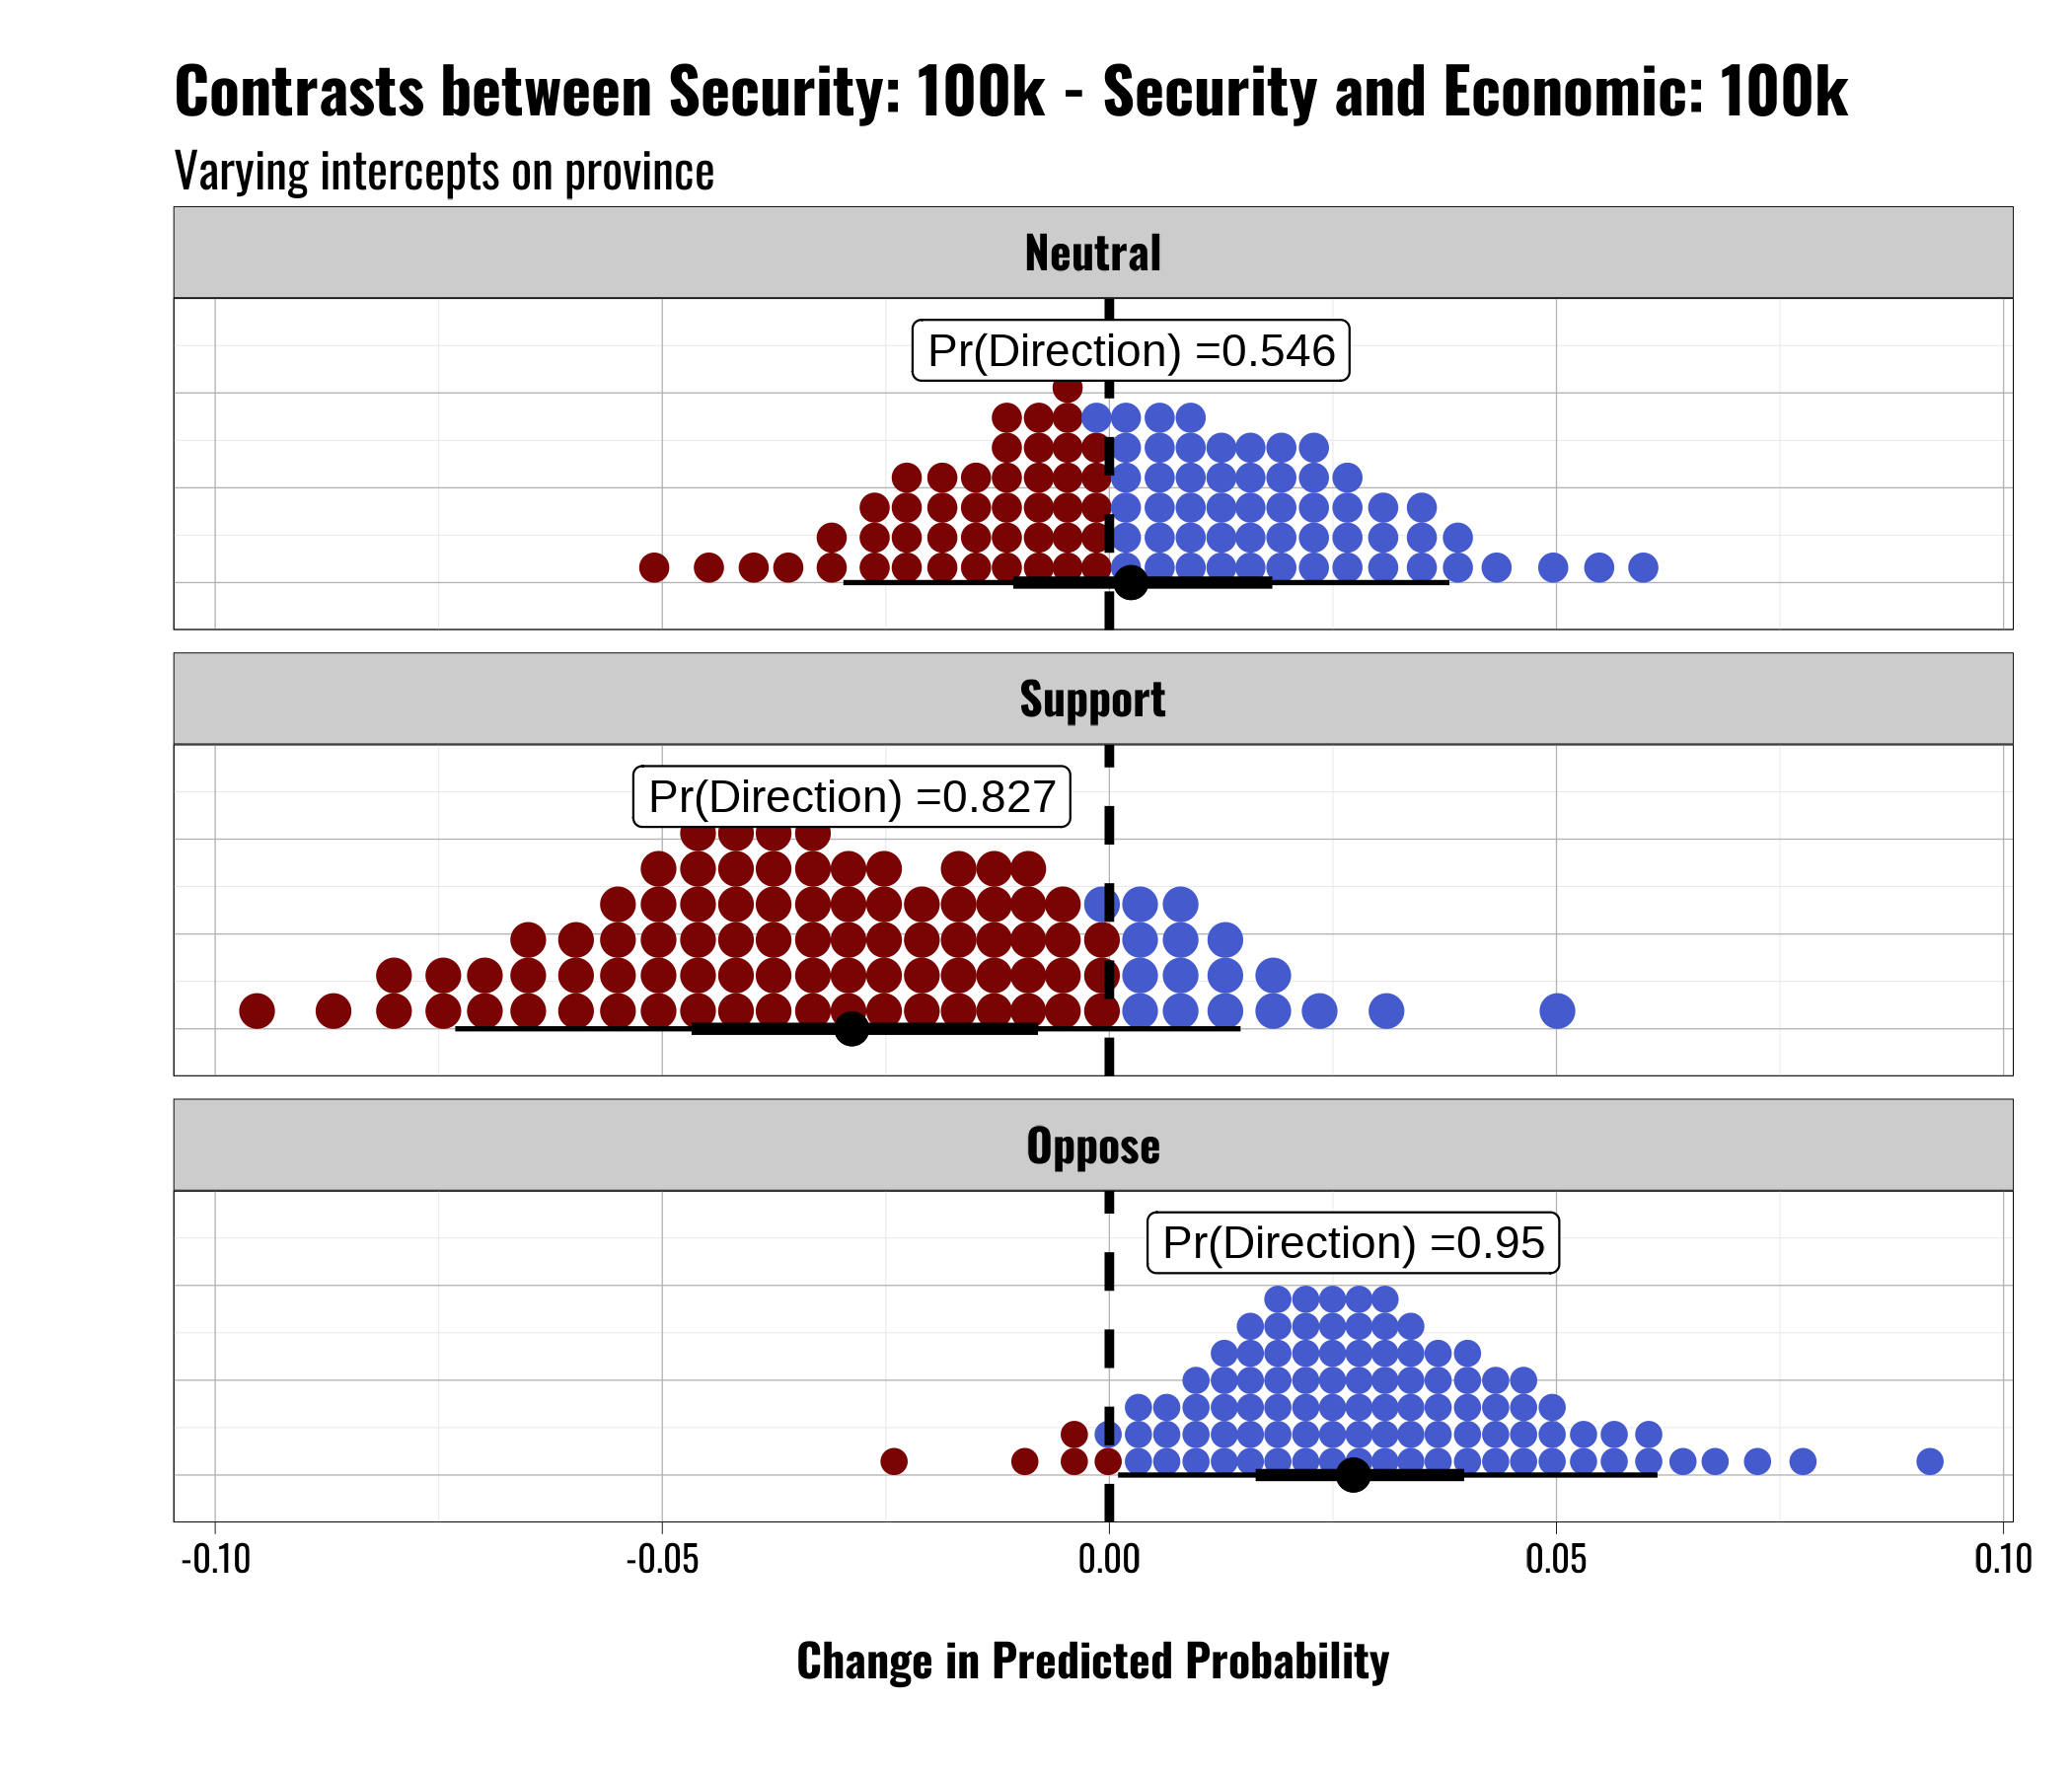 Contrasts between Security: 100k - Security and Economic: 100k
Varying intercepts on province
Neutral
Pr(Direction) =0.546
Support
Pr(Direction) =0.827
Oppose
Pr(Direction) =0.95
-0.10 -0.05 0.00 0.05 0.10
Change in Predicted Probability